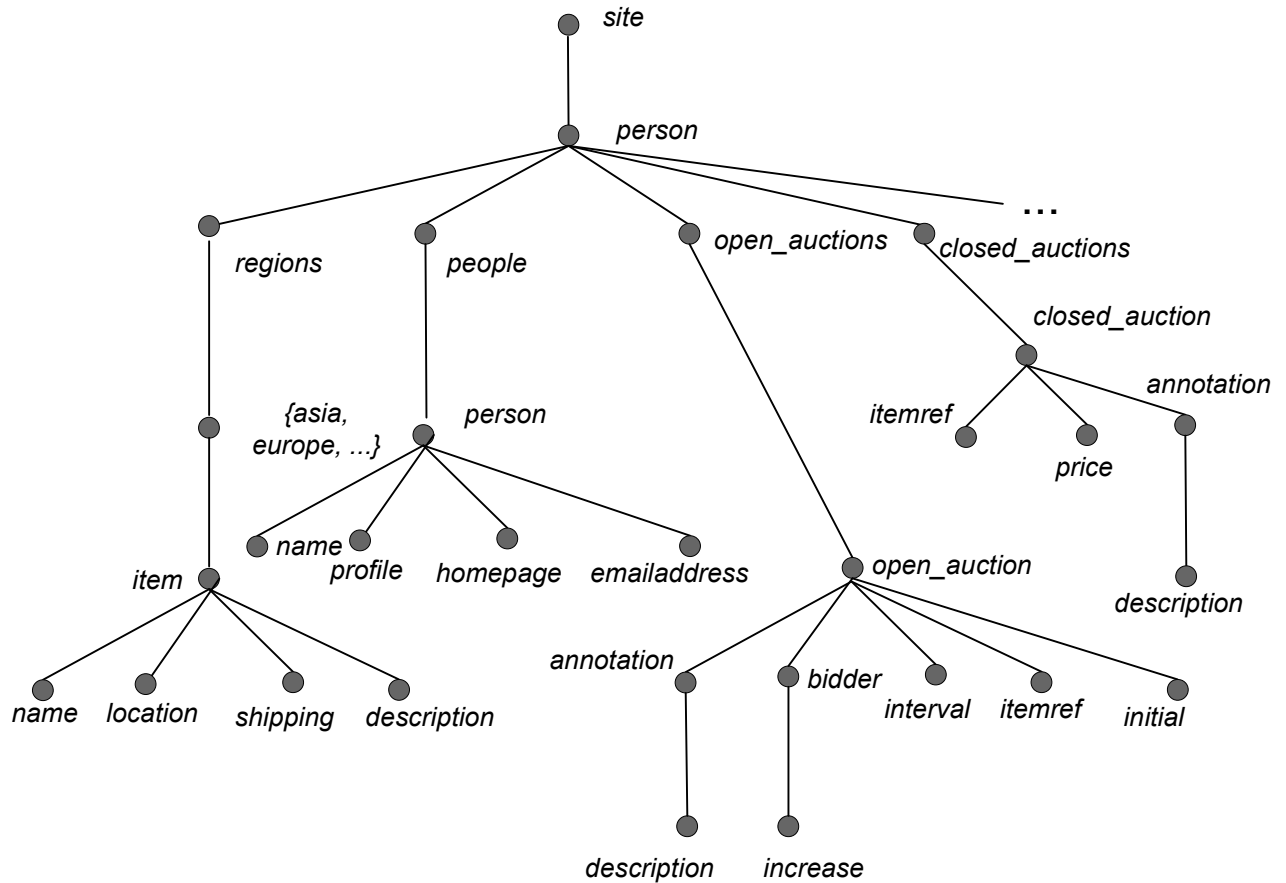 site
person
...
regions
people
open_auctions
closed_auctions
closed_auction
{asia,
europe, ...}
person
itemref
price
annotation
name
profile
homepage
emailaddress
item
open_auction
description
annotation
bidder
interval
itemref
initial
name
location
shipping
description
description
increase